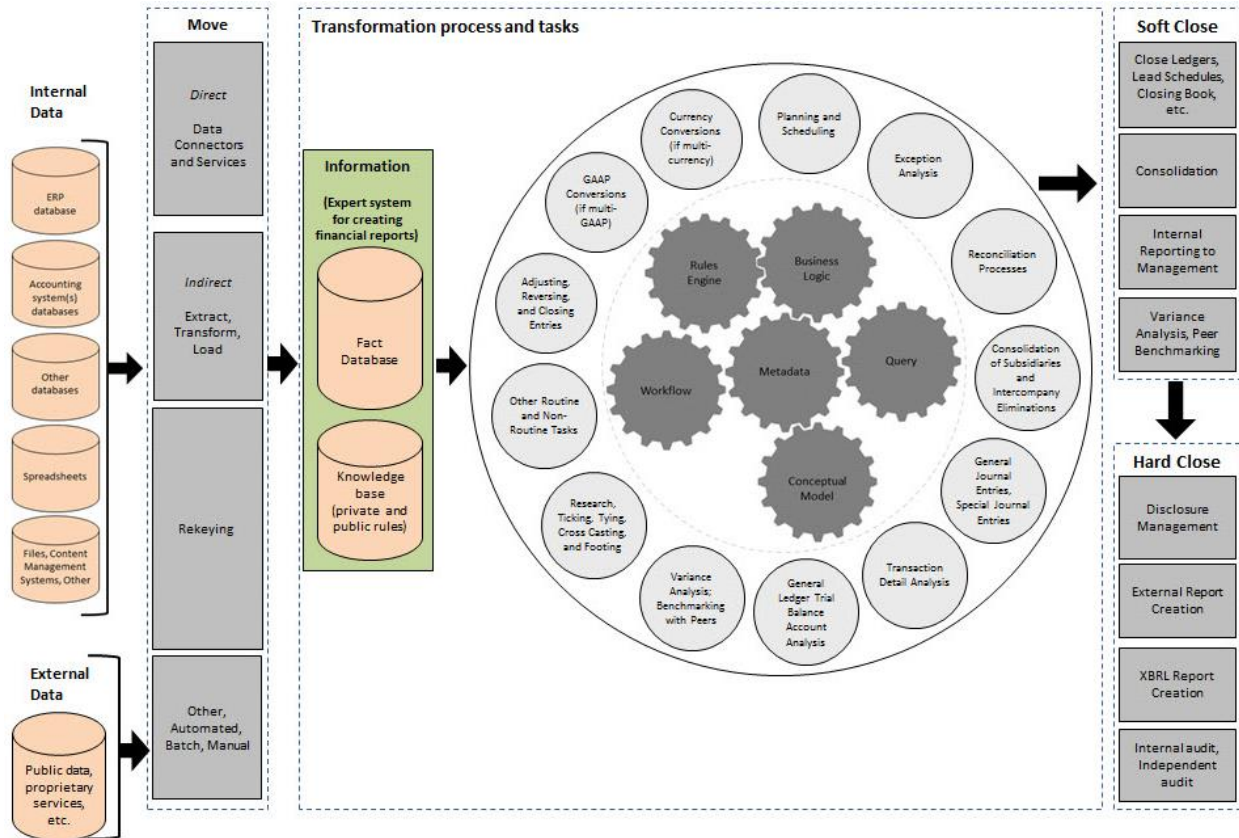 Internal Data
ERP
database
Accounting
system(s)
databases
Other
databases
Spreadsheets
Files, Content
Management
Systems, Other
External
Data
Public data,
proprietary
services,
etc.
Move
Direct
Data
Connectors
and Services
Indirect
Extract,
Transform,
Load
Rekeying
Other,
Automated,
Batch, Manual
Transformation process and tasks
Information
(Expert system
for creating
financial reports)
Fact
Database
Knowledge
base
(private and
public rules)
Currency
Conversions
(if multi-
currency)
Planning and
Scheduling
Exception
Analysis
Reconciliation
Processes
Consolidation
of Subsidiaries
and
Intercompany
Eliminations
General
Journal
Entries,
Special Journal
Entries
Transaction
Detail Analysis
General
Ledger Trial
Balance
Account
Analysis
Variance
Analysis;
Benchmarking
with Peers
Research,
Ticking, Tying,
Cross Casting,
and Footing
Other Routine
and Non-
Routine Tasks
Adjusting,
Reversing,
and Closing
Entries
GAAP
Conversions
(if multi-
GAAP)
Rules
Engine
Business
Logic
Workflow
Metadata
Query
Conceptual
Model
Soft Close
Close Ledgers,
Lead Schedules,
Closing Book,
etc.
Consolidation
Internal
Reporting to
Management
Variance
Analysis, Peer
Benchmarking
Hard Close
Disclosure
Management
External Report
Creation
XBRL Report
Creation
Internal audit,
Independent
audit